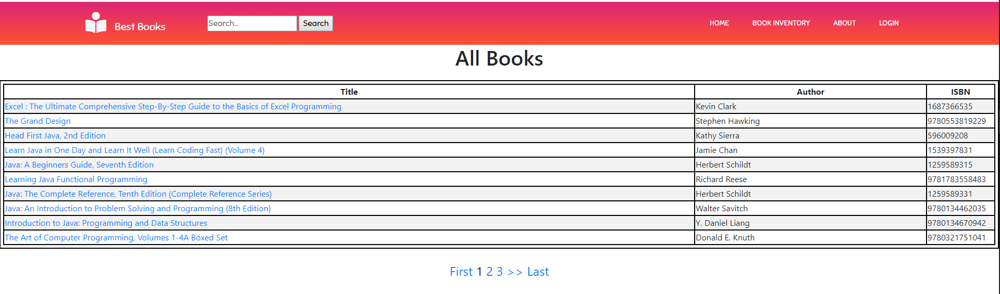 Best Books Search... Search HOME BOOK INVENTORY ABOUT LOGIN
All Books
Title Author ISBN
Excel : The Ultimate Comprehensive Step-By-Step Guide to the Basics of Excel Programming Kevin Clark 1687366535
The Grand Design Stephen Hawking 9780553819229
Head First Java, 2nd Edition Kathy Sierra 596009208
Learn Java in One Day and Learn It Well (Learn Coding Fast) (Volume 4) Jamie Chan 1539397831
Java: A Beginners Guide, Seventh Edition Herbert Schildt 1259589315
Learning Java Functional Programming Richard Reese 9781783558483
Java: The Complete Reference, Tenth Edition (Complete Reference Series) Herbert Schildt 1259589331
Java: An Introduction to Problem Solving and Programming (8th Edition) Walter Savitch 9780134462035
Introduction to Java: Programming and Data Structures Y. Daniel Liang 9780134670942
The Art of Computer Programming, Volumes 1-4A Boxed Set Donald E. Knuth 9780321751041
First 1 2 3 >> Last